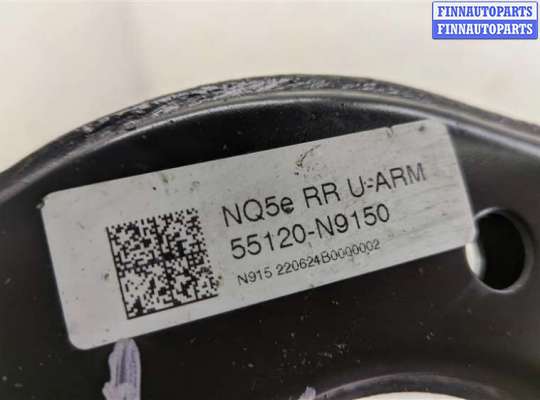 FINNAUTOPARTS
FINNAUTOPARTS
NQ5e RR U-ARM
55120-N9150
N915 220624B0000002